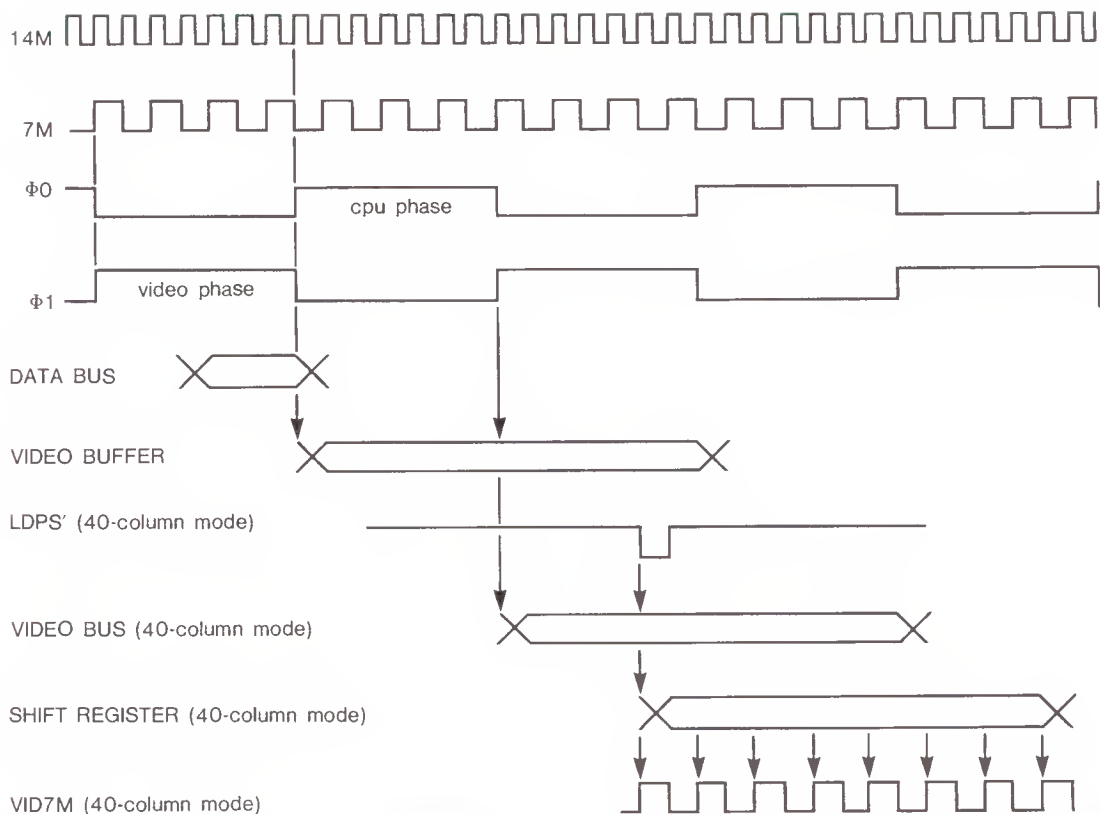 14M
7M
Φ0
cpu phase
video phase
Φ1
DATA BUS
VIDEO BUFFER
LDPS' (40-column mode)
VIDEO BUS (40-column mode)
SHIFT REGISTER (40-column mode)
VID7M (40-column mode)